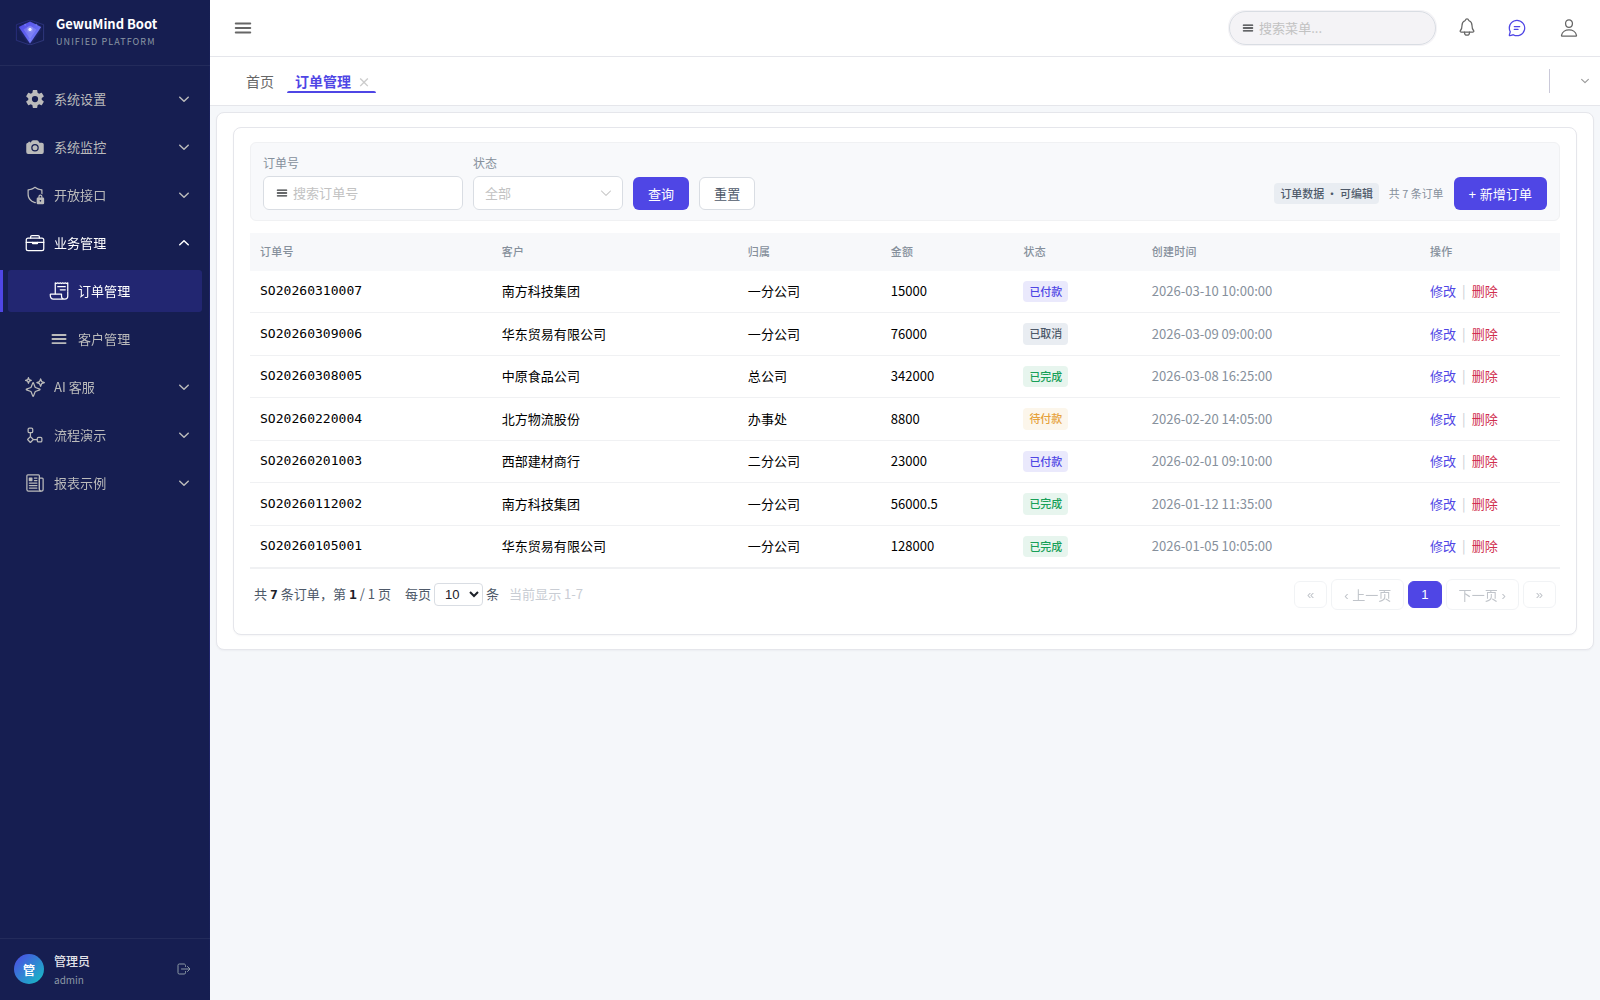 GewuMind Boot
UNIFIED PLATFORM
系统设置
系统监控
开放接口
业务管理
订单管理
客户管理
AI 客服
流程演示
报表示例
管
管理员
admin
搜索菜单...
首页
订单管理
订单号
状态
搜索订单号
全部
查询
重置
订单数据 · 可编辑
共 7 条订单
+ 新增订单
订单号 客户 归属 金额 状态 创建时间 操作
SO20260310007 南方科技集团 一分公司 15000 已付款 2026-03-10 10:00:00 修改 | 删除
SO20260309006 华东贸易有限公司 一分公司 76000 已取消 2026-03-09 09:00:00 修改 | 删除
SO20260308005 中原食品公司 总公司 342000 已完成 2026-03-08 16:25:00 修改 | 删除
SO20260220004 北方物流股份 办事处 8800 待付款 2026-02-20 14:05:00 修改 | 删除
SO20260201003 西部建材商行 二分公司 23000 已付款 2026-02-01 09:10:00 修改 | 删除
SO20260112002 南方科技集团 一分公司 56000.5 已完成 2026-01-12 11:35:00 修改 | 删除
SO20260105001 华东贸易有限公司 一分公司 128000 已完成 2026-01-05 10:05:00 修改 | 删除
共 7 条订单，第 1 / 1 页 每页 10 条 当前显示 1-7
« ‹ 上一页 1 下一页 › »